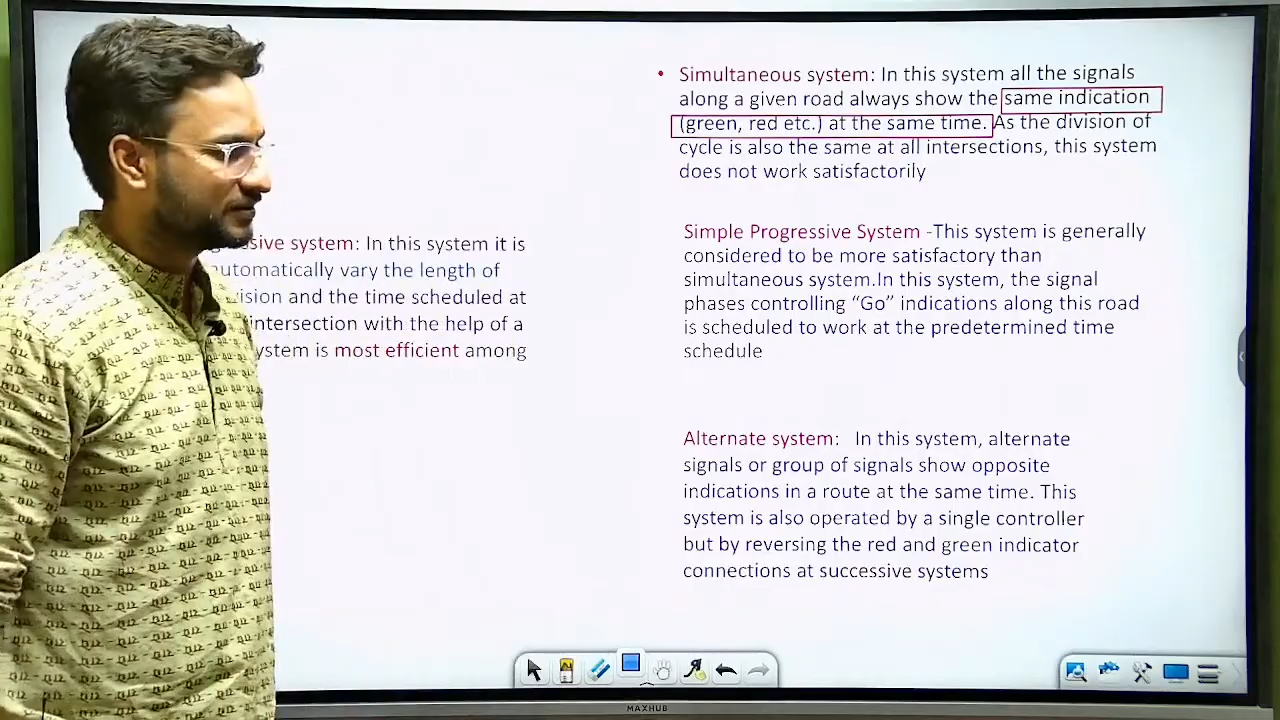 • Simultaneous system: In this system all the signals
along a given road always show the same indication
(green, red etc.) at the same time. As the division of
cycle is also the same at all intersections, this system
does not work satisfactorily
Simple Progressive System -This system is generally
considered to be more satisfactory than
simultaneous system.In this system, the signal
phases controlling “Go” indications along this road
is scheduled to work at the predetermined time
schedule
Alternate system: In this system, alternate
signals or group of signals show opposite
indications in a route at the same time. This
system is also operated by a single controller
but by reversing the red and green indicator
connections at successive systems
system: In this system it is
automatically vary the length of
and the time scheduled at
intersection with the help of a
system is most efficient among
MAXHUB